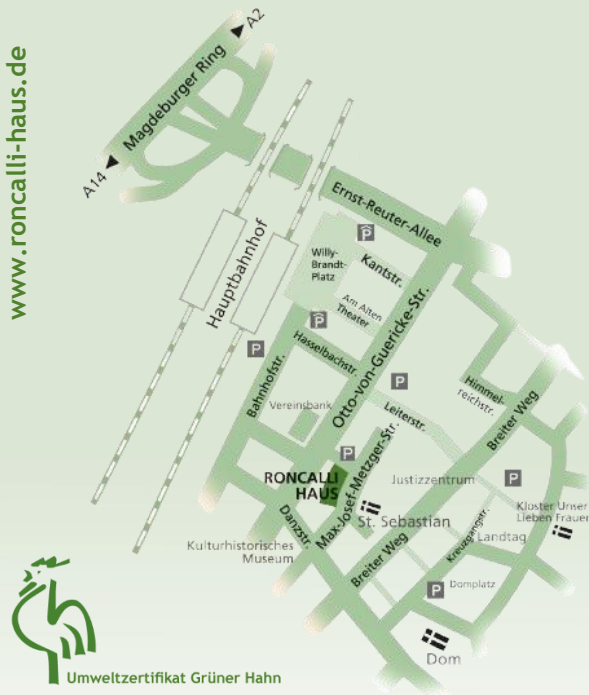 www.roncalli-haus.de
A2
Magdeburger Ring
A14
Ernst-Reuter-Allee
Hauptbahnhof
P
Willy-
Brandt-
Platz
Kantstr.
Am Alten
Theater
P
Otto-von-Guericke-Str.
P
Hasselbachstr.
Bahnhofstr.
P
Himmel-
reichstr.
Vereinsbank
Leiterstr.
Breiter Weg
P
RONCALLI
HAUS
Max-Josef-Metzger-Str.
Justizzentrum
P
Danzstr.
St. Sebastian
Kloster Unser
Lieben Frauen
Kulturhistorisches
Museum
Breiter Weg
Kreuzgangstr.
Landtag
P
Domplatz
Dom
Umweltzertifikat Grüner Hahn